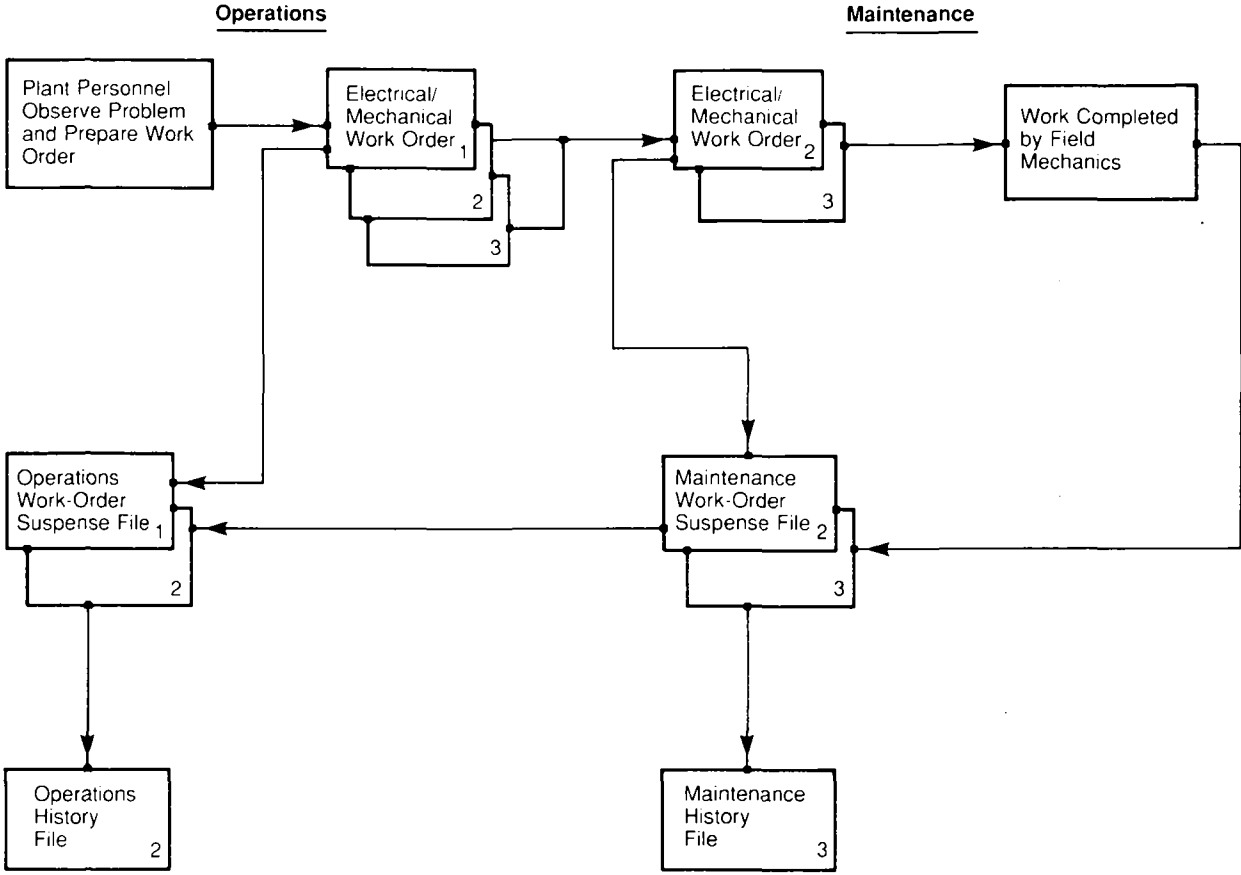 Operations
Maintenance
Plant Personnel
Observe Problem
and Prepare Work
Order
Electrical/
Mechanical
Work Order
1
2
3
Electrical/
Mechanical
Work Order
2
3
Work Completed
by Field
Mechanics
Operations
Work-Order
Suspense File
1
2
Maintenance
Work-Order
Suspense File
2
3
Operations
History
File
2
Maintenance
History
File
3